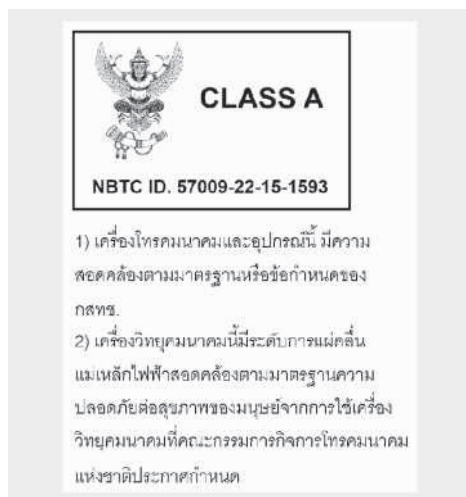 CLASS A
NBTC ID. 57009-22-15-1593
1) เครื่องโทรคมนาคมและอุปกรณ์นี้ มีความ
สอดคล้องตามมาตรฐานหรือข้อกำหนดของ
กสทช.
2) เครื่องวิทยุคมนาคมนี้มีระดับการแผ่คลื่น
แม่เหล็กไฟฟ้าสอดคล้องตามมาตรฐานความ
ปลอดภัยต่อสุขภาพของมนุษย์จากการใช้เครื่อง
วิทยุคมนาคมที่คณะกรรมการกิจการโทรคมนาคม
แห่งชาติประกาศกำหนด